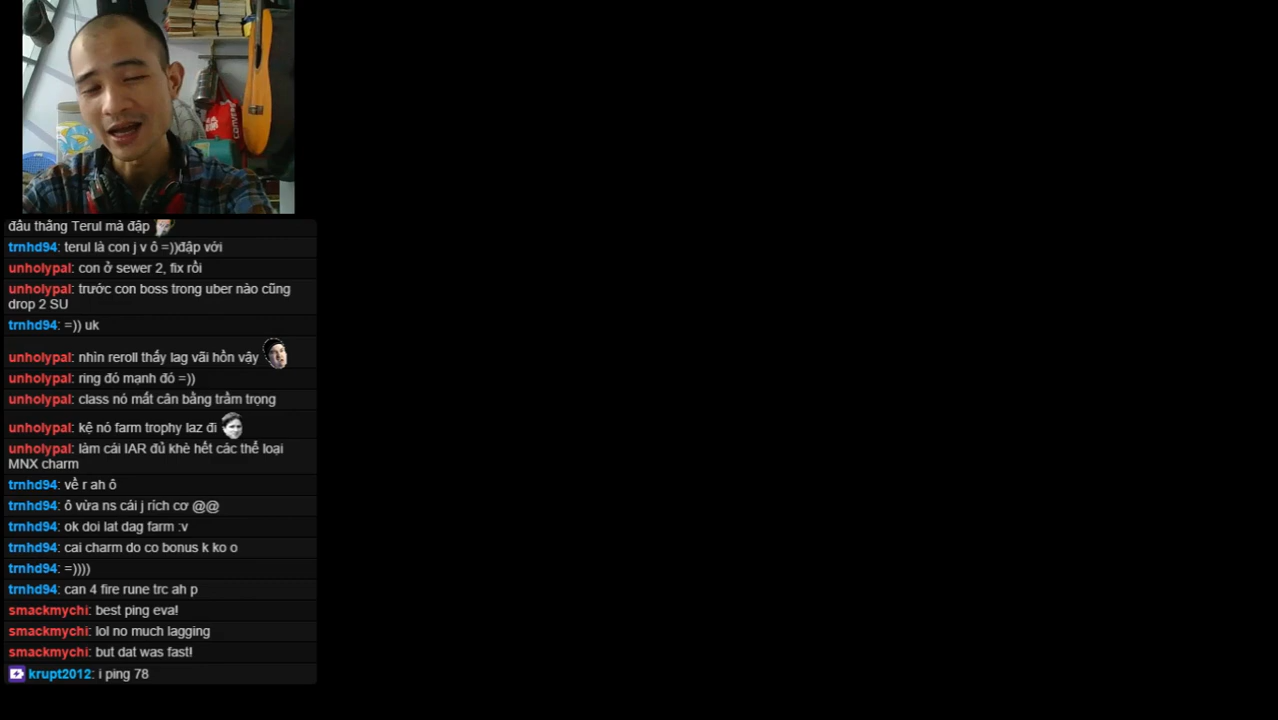 CONVERSE
đầu thằng Terul mà đập
trnhd94: terul là con j v ô =))đập với
unholypal: con ở sewer 2, fix rồi
unholypal: trước con boss trong uber nào cũng
drop 2 SU
trnhd94: =)) uk
unholypal: nhìn reroll thấy lag vãi hồn vậy
unholypal: ring đó mạnh đó =))
unholypal: class nó mất cân bằng trầm trọng
unholypal: kệ nó farm trophy laz đi
unholypal: làm cái IAR đủ khè hết các thể loại
MNX charm
trnhd94: về r ah ô
trnhd94: ô vừa ns cái j rích cơ @@
trnhd94: ok doi lat dag farm :v
trnhd94: cai charm do co bonus k ko o
trnhd94: =))))
trnhd94: can 4 fire rune trc ah p
smackmychi: best ping eva!
smackmychi: lol no much lagging
smackmychi: but dat was fast!
krupt2012: i ping 78